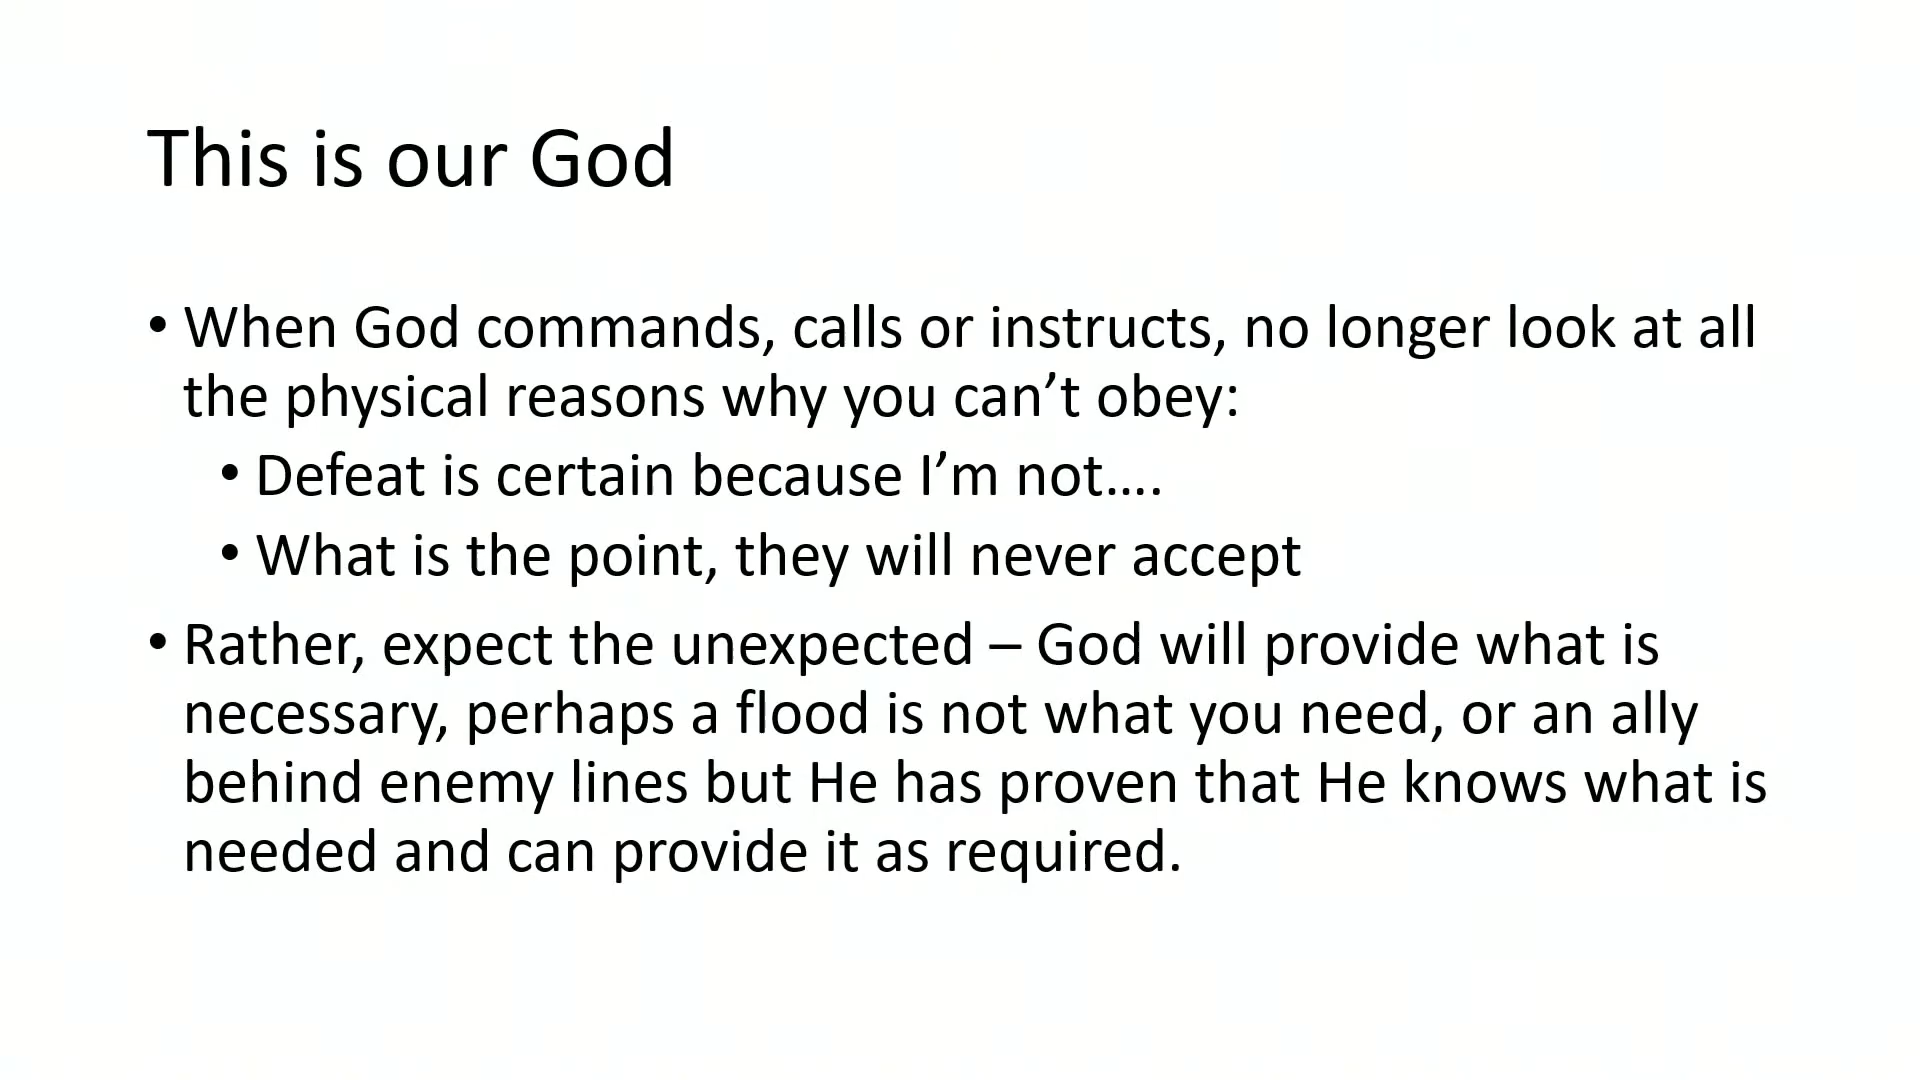 This is our God
• When God commands, calls or instructs, no longer look at all
the physical reasons why you can’t obey:
• Defeat is certain because I’m not….
• What is the point, they will never accept
• Rather, expect the unexpected – God will provide what is
necessary, perhaps a flood is not what you need, or an ally
behind enemy lines but He has proven that He knows what is
needed and can provide it as required.